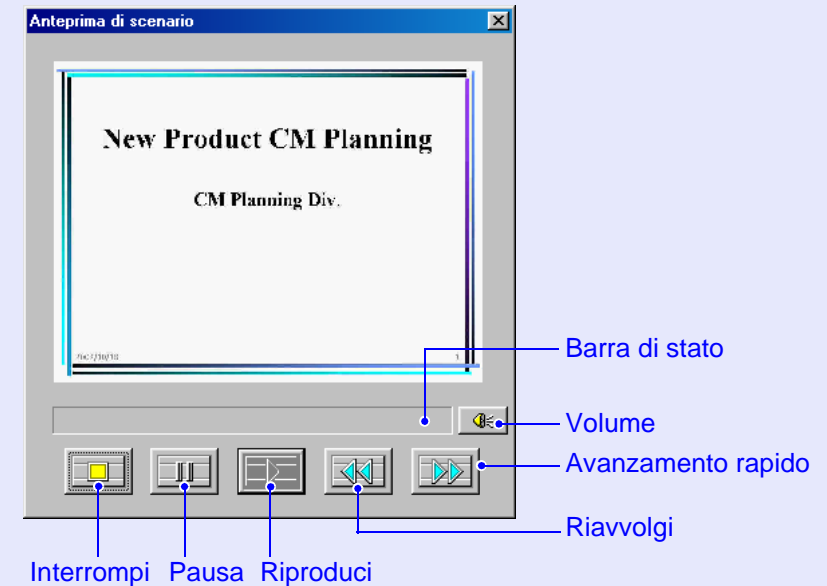 Anteprima di scenario
New Product CM Planning
CM Planning Div.
1
Barra di stato
Volume
Avanzamento rapido
Riavvolgi
Interrompi Pausa Riproduci